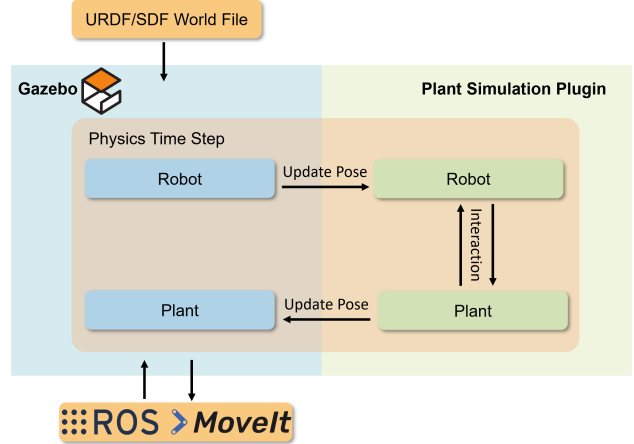 URDF/SDF World File
Gazebo
Plant Simulation Plugin
Physics Time Step
Robot
Update Pose
Robot
Interaction
Plant
Update Pose
Plant
ROS
MoveIt